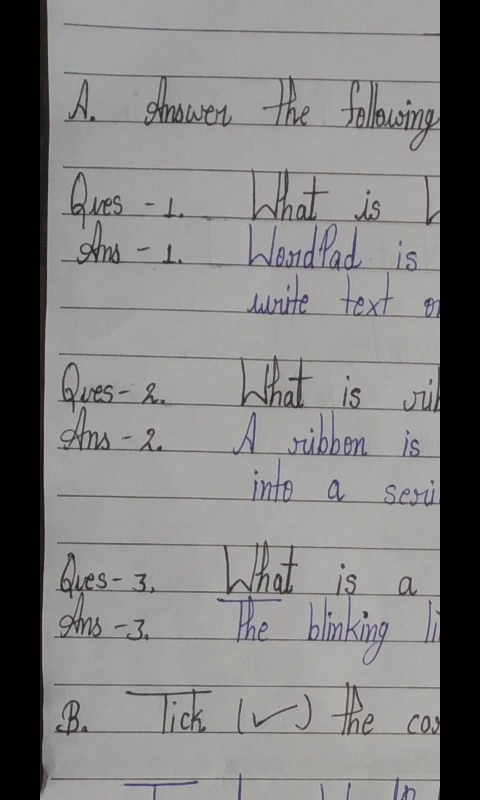 A. Answer the following
Ques - 1. What is
Ans - 1. WordPad is
write text
Ques - 2. What is
Ans - 2. A ribbon is
into a
Ques - 3. What is a
Ans - 3. The blinking
B. Tick (✓) the